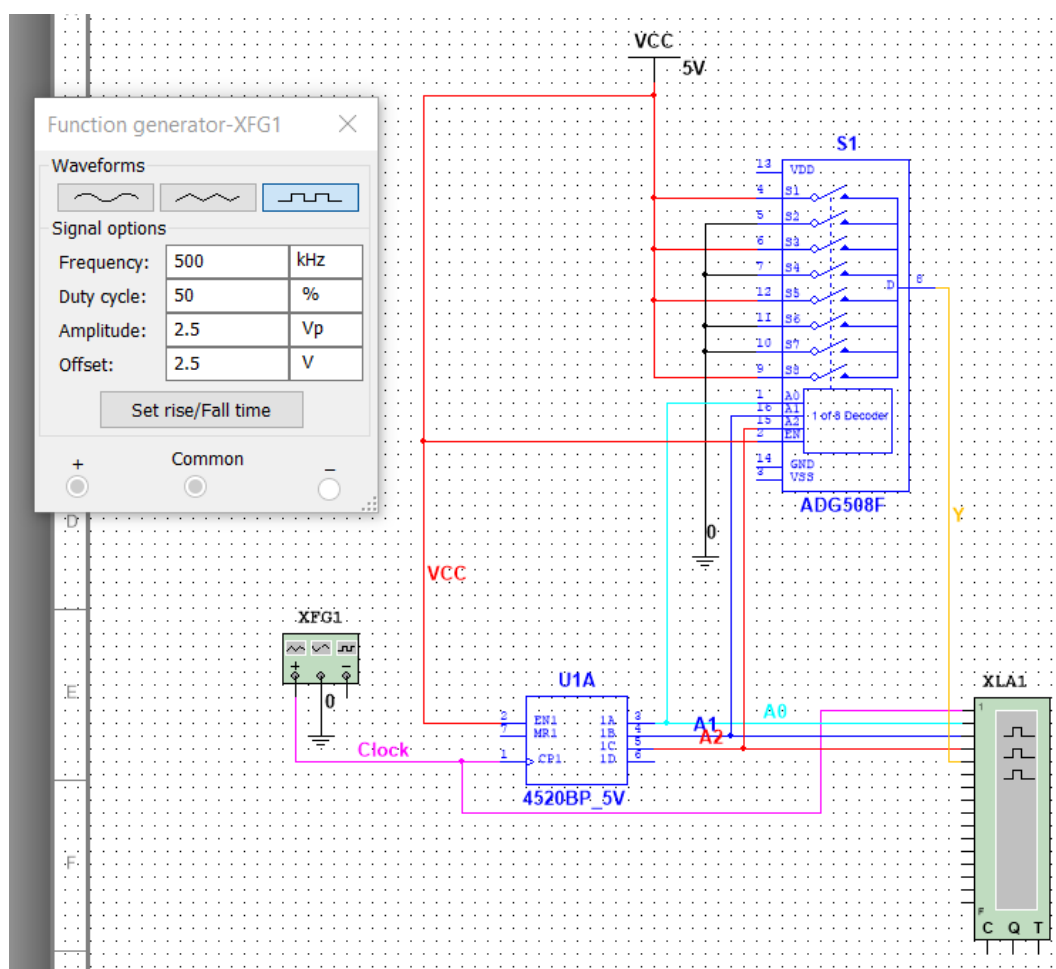 VCC
5V
Function generator-XFG1
Waveforms
Signal options
Frequency: 500 kHz
Duty cycle: 50 %
Amplitude: 2.5 Vp
Offset: 2.5 V
Set rise/Fall time
+ Common −
S1
13 VDD
4 S1
5 S2
6 S3
7 S4
12 S5
11 S6
10 S7
9 S8
D 8
1 A0
16 A1
15 A2
2 EN
1 of 8 Decoder
14 GND
3 VSS
ADG508F
0
Y
D
VCC
XFG1
+ −
0
Clock
E
U1A
2 EN1 1A 3
7 MR1 1B 4
1C 5
1 CP1 1D 6
4520BP_5V
A0
A1
A2
XLA1
1
F
C Q T
F